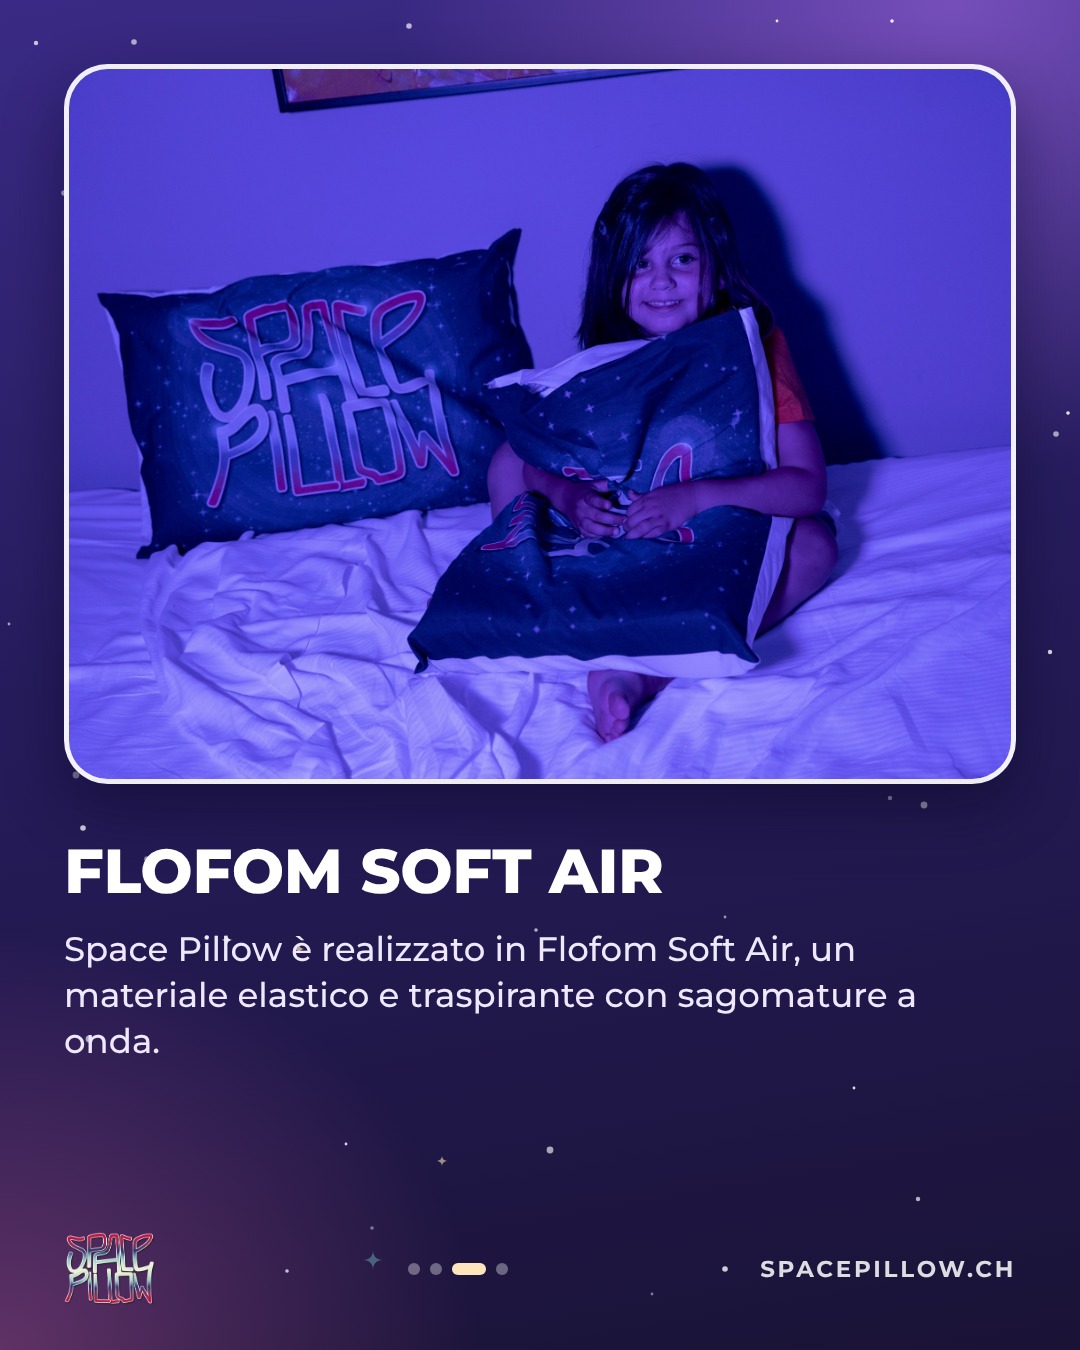 SPACE
PILLOW
FLOFOM SOFT AIR
Space Pillow è realizzato in Flofom Soft Air, un
materiale elastico e traspirante con sagomature a
onda.
SPACE
PILLOW
SPACEPILLOW.CH